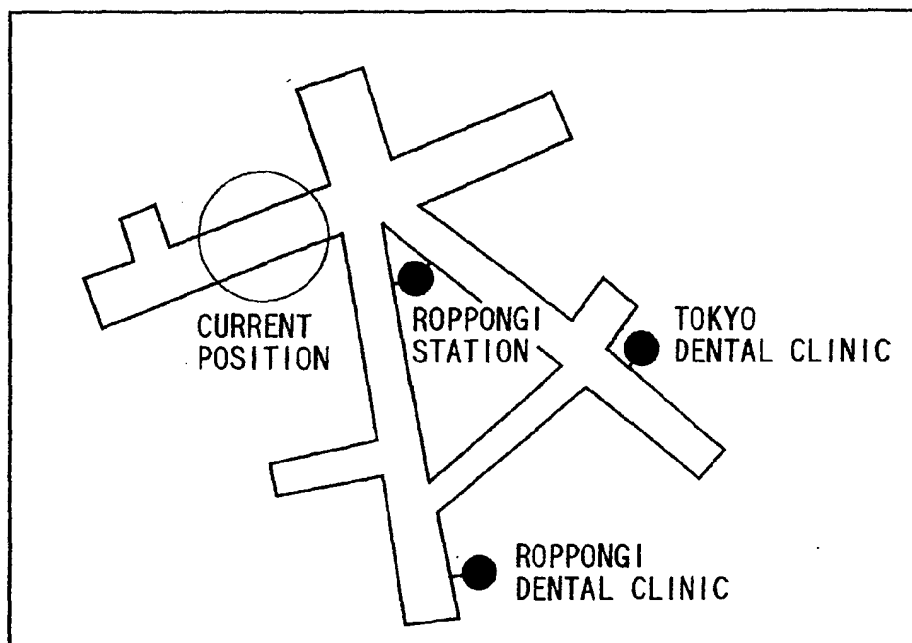 CURRENT
POSITION
ROPPONGI
STATION
TOKYO
DENTAL CLINIC
ROPPONGI
DENTAL CLINIC